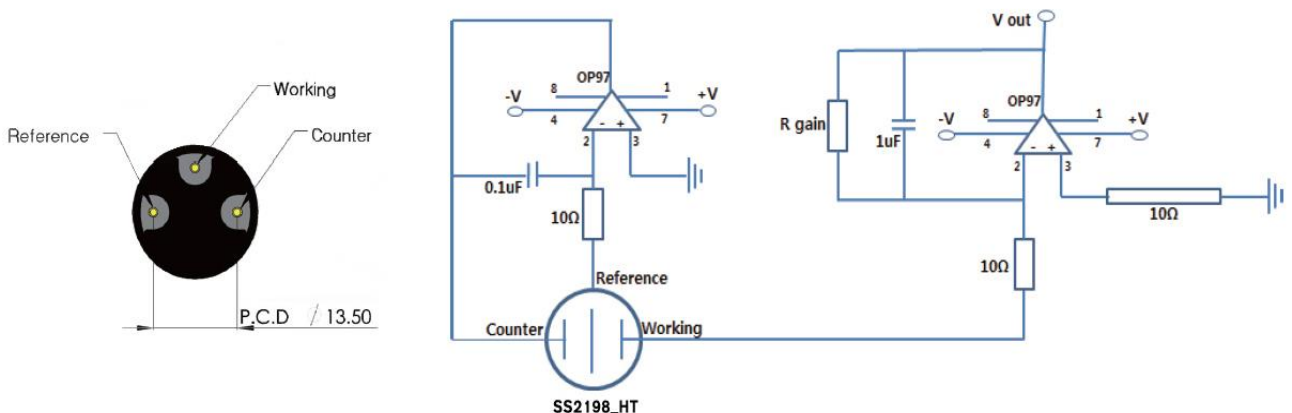 Working
Reference
Counter
P.C.D / 13.50
OP97
8
1
-V
+V
4
7
- +
2
3
0.1uF
10Ω
Reference
Counter
Working
SS2198_HT
V out
R gain
1uF
OP97
8
1
-V
+V
4
7
- +
2
3
10Ω
10Ω